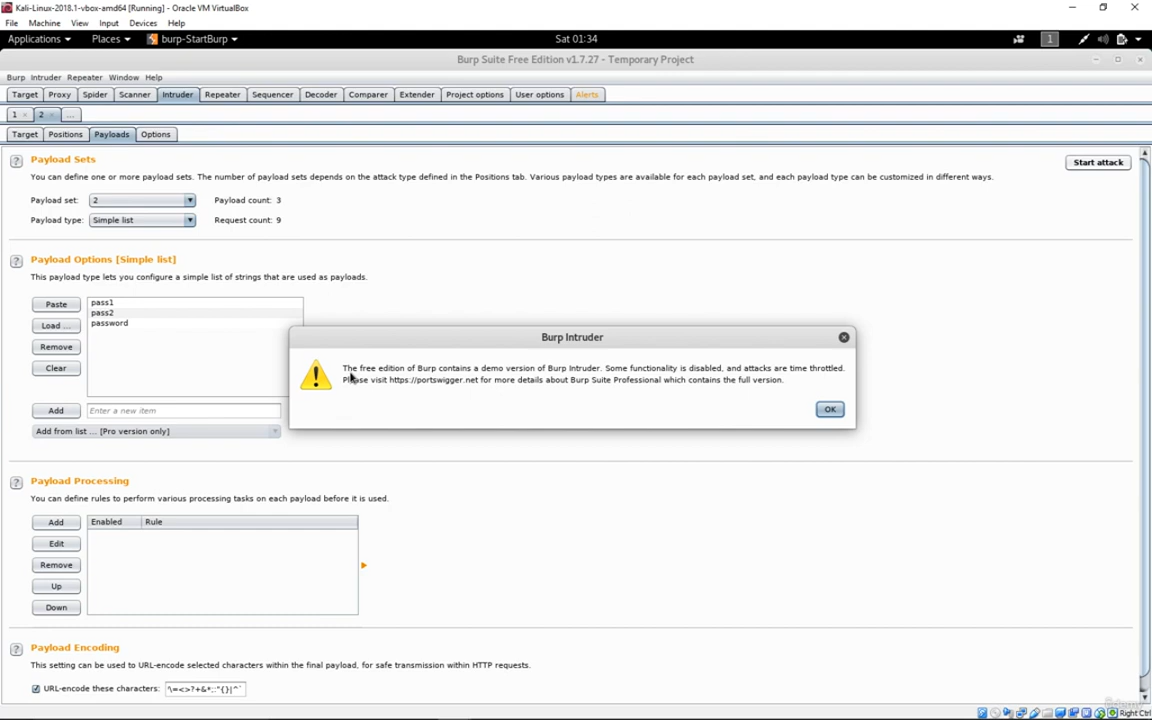 Kali-Linux-2018.1-vbox-amd64 [Running] - Oracle VM VirtualBox
File Machine View Input Devices Help
Applications Places burp-StartBurp Sat 01:34 1
Burp Suite Free Edition v1.7.27 - Temporary Project
Burp Intruder Repeater Window Help
Target Proxy Spider Scanner Intruder Repeater Sequencer Decoder Comparer Extender Project options User options Alerts
1 × 2 × ...
Target Positions Payloads Options
? Payload Sets
Start attack
You can define one or more payload sets. The number of payload sets depends on the attack type defined in the Positions tab. Various payload types are available for each payload set, and each payload type can be customized in different ways.
Payload set: 2 Payload count: 3
Payload type: Simple list Request count: 9
? Payload Options [Simple list]
This payload type lets you configure a simple list of strings that are used as payloads.
Paste
Load ...
Remove
Clear
pass1
pass2
password
Add Enter a new item
Add from list ... [Pro version only]
Burp Intruder
The free edition of Burp contains a demo version of Burp Intruder. Some functionality is disabled, and attacks are time throttled.
Please visit https://portswigger.net for more details about Burp Suite Professional which contains the full version.
OK
? Payload Processing
You can define rules to perform various processing tasks on each payload before it is used.
Add
Edit
Remove
Up
Down
Enabled Rule
? Payload Encoding
This setting can be used to URL-encode selected characters within the final payload, for safe transmission within HTTP requests.
URL-encode these characters:
Udemy
Right Ctrl